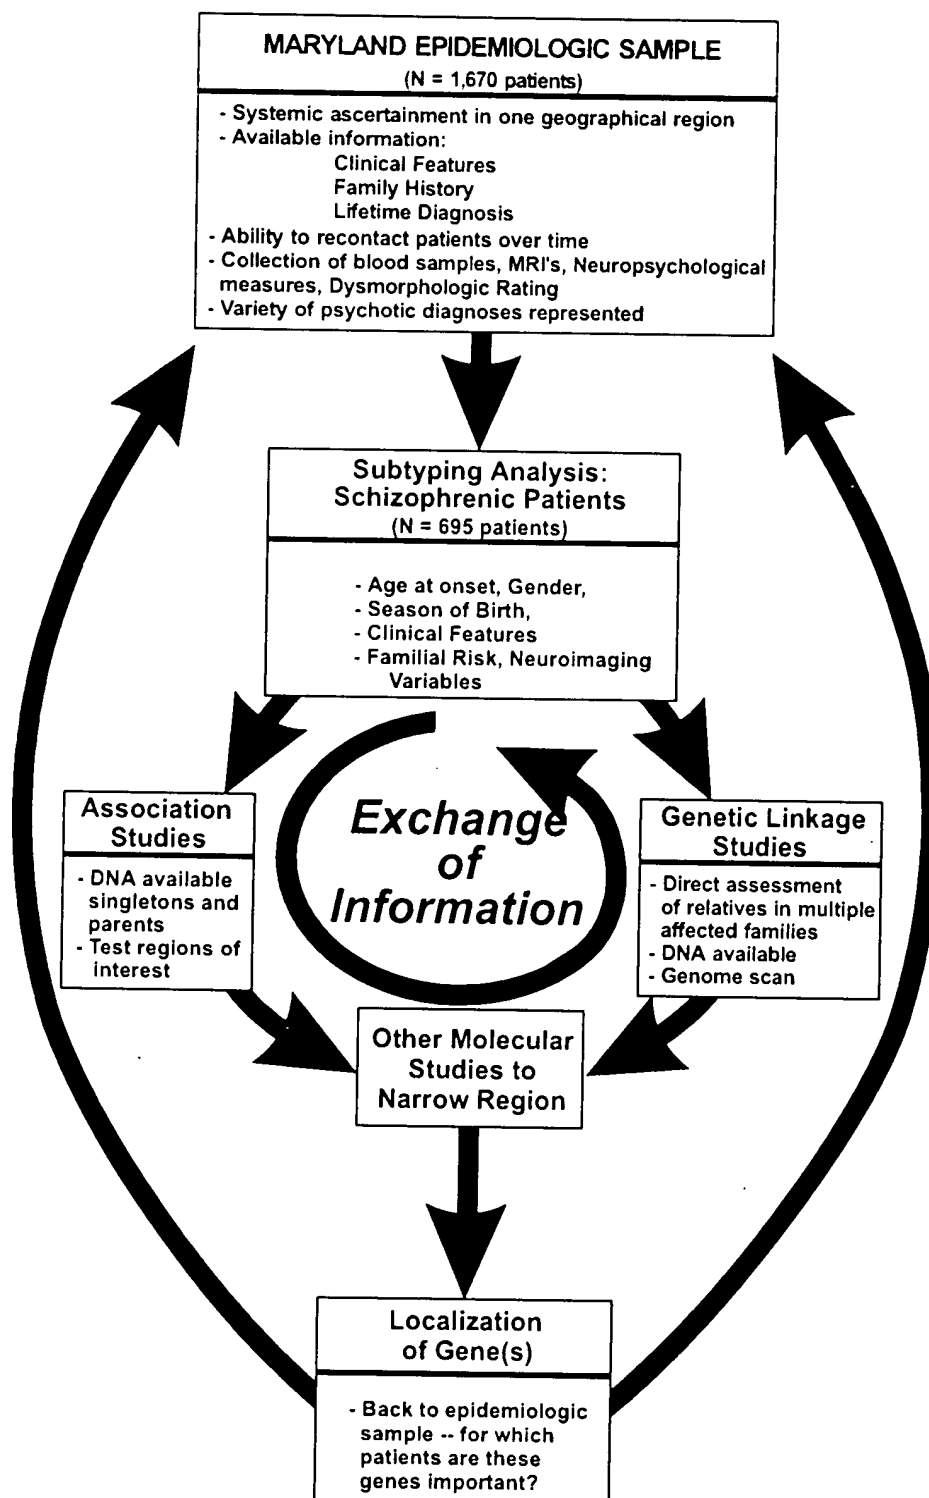 MARYLAND EPIDEMIOLOGIC SAMPLE
(N = 1,670 patients)
- Systemic ascertainment in one geographical region
- Available information:
Clinical Features
Family History
Lifetime Diagnosis
- Ability to recontact patients over time
- Collection of blood samples, MRI's, Neuropsychological
measures, Dysmorphologic Rating
- Variety of psychotic diagnoses represented
Subtyping Analysis:
Schizophrenic Patients
(N = 695 patients)
- Age at onset, Gender,
- Season of Birth,
- Clinical Features
- Familial Risk, Neuroimaging
Variables
Association
Studies
- DNA available
singletons and
parents
- Test regions of
interest
Exchange
of
Information
Genetic Linkage
Studies
- Direct assessment
of relatives in multiple
affected families
- DNA available
- Genome scan
Other Molecular
Studies to
Narrow Region
Localization
of Gene(s)
- Back to epidemiologic
sample -- for which
patients are these
genes important?